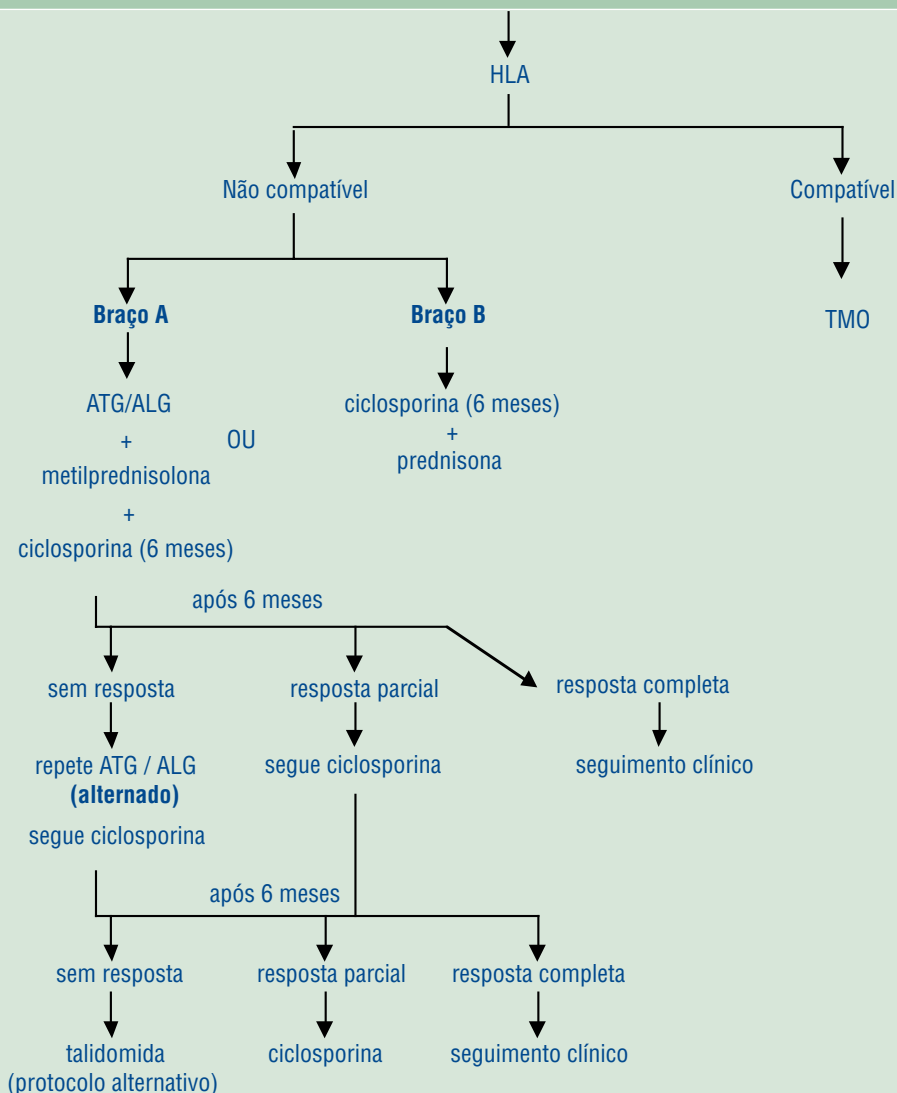 HLA
Não compatível
Compatível
Braço A
Braço B
TMO
ATG/ALG
+
metilprednisolona
+
ciclosporina (6 meses)
OU
ciclosporina (6 meses)
+
prednisona
após 6 meses
sem resposta
resposta parcial
resposta completa
repete ATG / ALG
(alternado)
segue ciclosporina
segue ciclosporina
seguimento clínico
após 6 meses
sem resposta
resposta parcial
resposta completa
talidomida
(protocolo alternativo)
ciclosporina
seguimento clínico